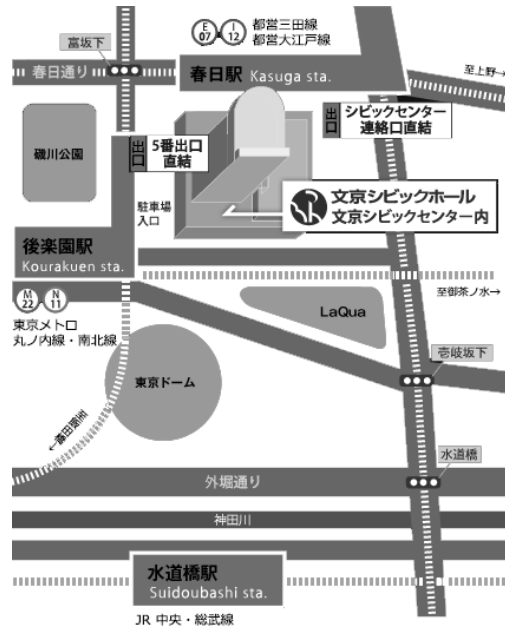 E
07
I
12
都営三田線
都営大江戸線
富坂下
春日通り
春日駅 Kasuga sta.
至上野→
磯川公園
出口
5番出口
直結
出口
シビックセンター
連絡口直結
駐車場
入口
文京シビックホール
文京シビックセンター内
後楽園駅
Kourakuen sta.
M
22
N
11
東京メトロ
丸ノ内線・南北線
至御茶ノ水→
LaQua
東京ドーム
壱岐坂下
至飯田橋→
水道橋
外堀通り
神田川
水道橋駅
Suidoubashi sta.
JR 中央・総武線